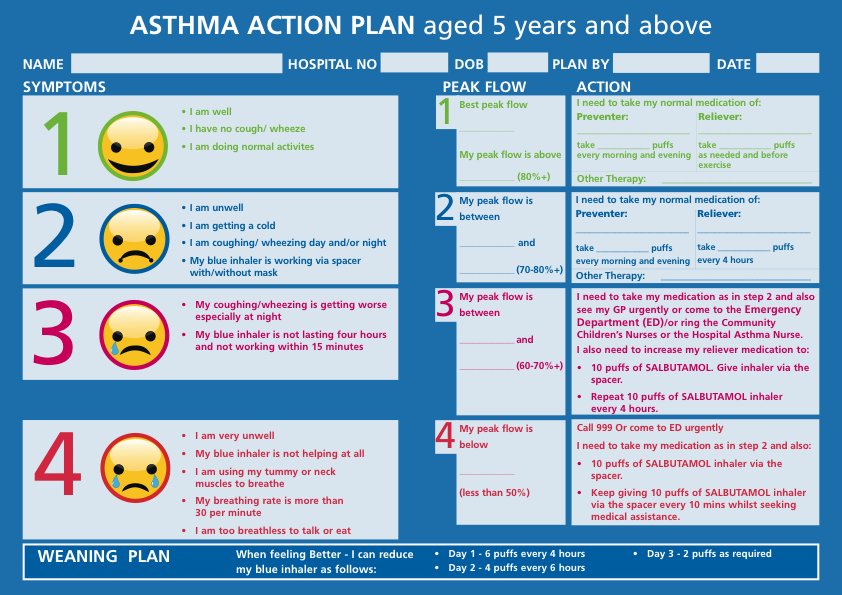 ASTHMA ACTION PLAN aged 5 years and above
NAME HOSPITAL NO DOB PLAN BY DATE
SYMPTOMS
PEAK FLOW
ACTION
1
• I am well
• I have no cough/ wheeze
• I am doing normal activites
1
Best peak flow
____________
My peak flow is above
____________ (80%+)
I need to take my normal medication of:
Preventer:
take ____________ puffs
every morning and evening
Reliever:
take ____________ puffs
as needed and before
exercise
Other Therapy: ____________
2
• I am unwell
• I am getting a cold
• I am coughing/ wheezing day and/or night
• My blue inhaler is working via spacer
with/without mask
2
My peak flow is
between
____________ and
____________ (70-80%+)
I need to take my normal medication of:
Preventer:
take ____________ puffs
every morning and evening
Reliever:
take ____________ puffs
every 4 hours
Other Therapy: ____________
3
• My coughing/wheezing is getting worse
especially at night
• My blue inhaler is not lasting four hours
and not working within 15 minutes
3
My peak flow is
between
____________ and
____________ (60-70%+)
I need to take my medication as in step 2 and also
see my GP urgently or come to the Emergency
Department (ED)/or ring the Community
Children's Nurses or the Hospital Asthma Nurse.
I also need to increase my reliever medication to:
• 10 puffs of SALBUTAMOL. Give inhaler via the
spacer.
• Repeat 10 puffs of SALBUTAMOL inhaler
every 4 hours.
4
• I am very unwell
• My blue inhaler is not helping at all
• I am using my tummy or neck
muscles to breathe
• My breathing rate is more than
30 per minute
• I am too breathless to talk or eat
4
My peak flow is
below
____________
(less than 50%)
Call 999 Or come to ED urgently
I need to take my medication as in step 2 and also:
• 10 puffs of SALBUTAMOL inhaler via the
spacer.
• Keep giving 10 puffs of SALBUTAMOL inhaler
via the spacer every 10 mins whilst seeking
medical assistance.
WEANING PLAN
When feeling Better - I can reduce
my blue inhaler as follows:
• Day 1 - 6 puffs every 4 hours
• Day 2 - 4 puffs every 6 hours
• Day 3 - 2 puffs as required